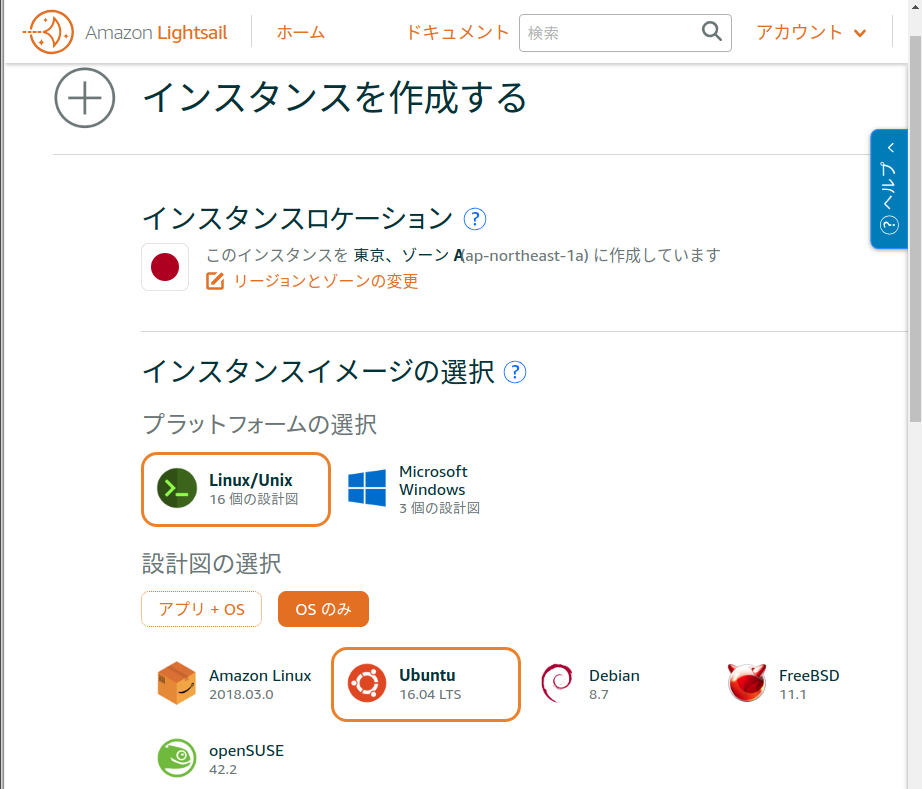 Amazon Lightsail ホーム ドキュメント 検索 アカウント
インスタンスを作成する
ヘルプ
インスタンスロケーション ?
このインスタンスを 東京、ゾーン A(ap-northeast-1a) に作成しています
リージョンとゾーンの変更
インスタンスイメージの選択 ?
プラットフォームの選択
Linux/Unix
16 個の設計図
Microsoft
Windows
3 個の設計図
設計図の選択
アプリ + OS OS のみ
Amazon Linux
2018.03.0
Ubuntu
16.04 LTS
Debian
8.7
FreeBSD
11.1
openSUSE
42.2